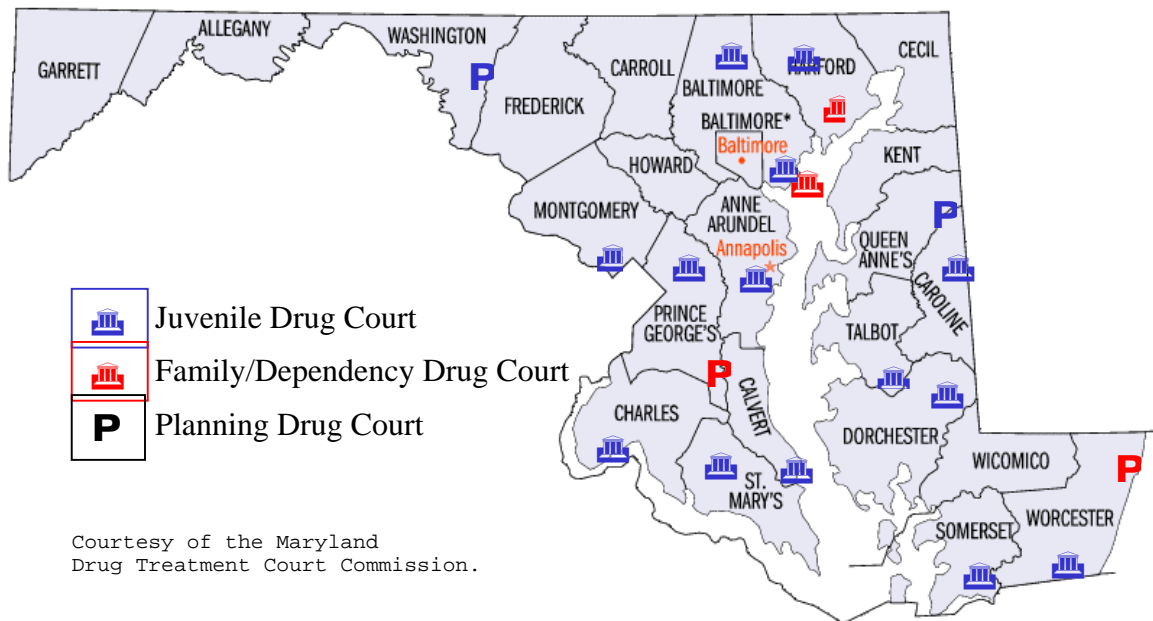 ALLEGANY
WASHINGTON
GARRETT
P
FREDERICK
CARROLL
BALTIMORE
HARFORD
CECIL
BALTIMORE*
Baltimore
HOWARD
KENT
MONTGOMERY
ANNE
ARUNDEL
Annapolis
P
QUEEN
ANNE'S
CAROLINE
PRINCE
GEORGE'S
TALBOT
P
CALVERT
CHARLES
DORCHESTER
WICOMICO
P
ST.
MARY'S
SOMERSET
WORCESTER
Juvenile Drug Court
Family/Dependency Drug Court
P Planning Drug Court
Courtesy of the Maryland
Drug Treatment Court Commission.